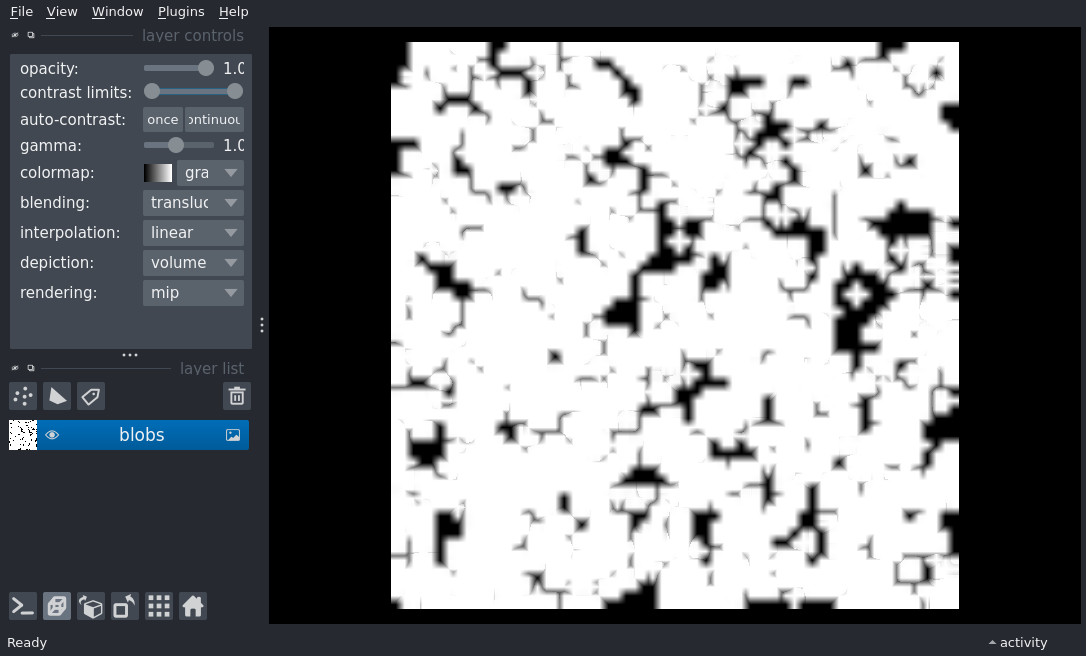 File View Window Plugins Help
layer controls
opacity: 1.0
contrast limits:
auto-contrast: once ontinuou
gamma: 1.0
colormap: gra
blending: transluc
interpolation: linear
depiction: volume
rendering: mip
layer list
blobs
Ready
activity